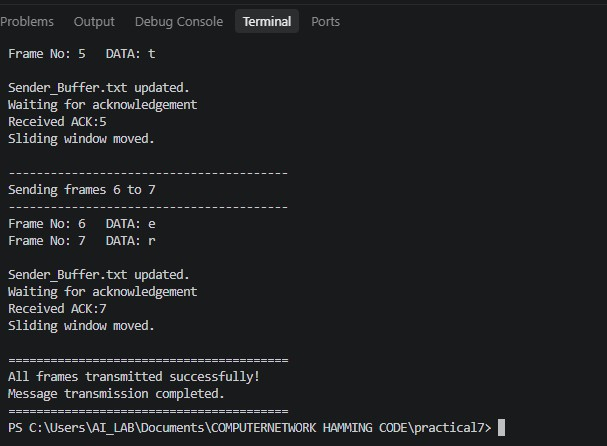 Problems Output Debug Console Terminal Ports
Frame No: 5   DATA: t
Sender_Buffer.txt updated.
Waiting for acknowledgement
Received ACK:5
Sliding window moved.
----------------------------------------
Sending frames 6 to 7
----------------------------------------
Frame No: 6   DATA: e
Frame No: 7   DATA: r
Sender_Buffer.txt updated.
Waiting for acknowledgement
Received ACK:7
Sliding window moved.
========================================
All frames transmitted successfully!
Message transmission completed.
========================================
PS C:\Users\AI_LAB\Documents\COMPUTERNETWORK HAMMING CODE\practical7>